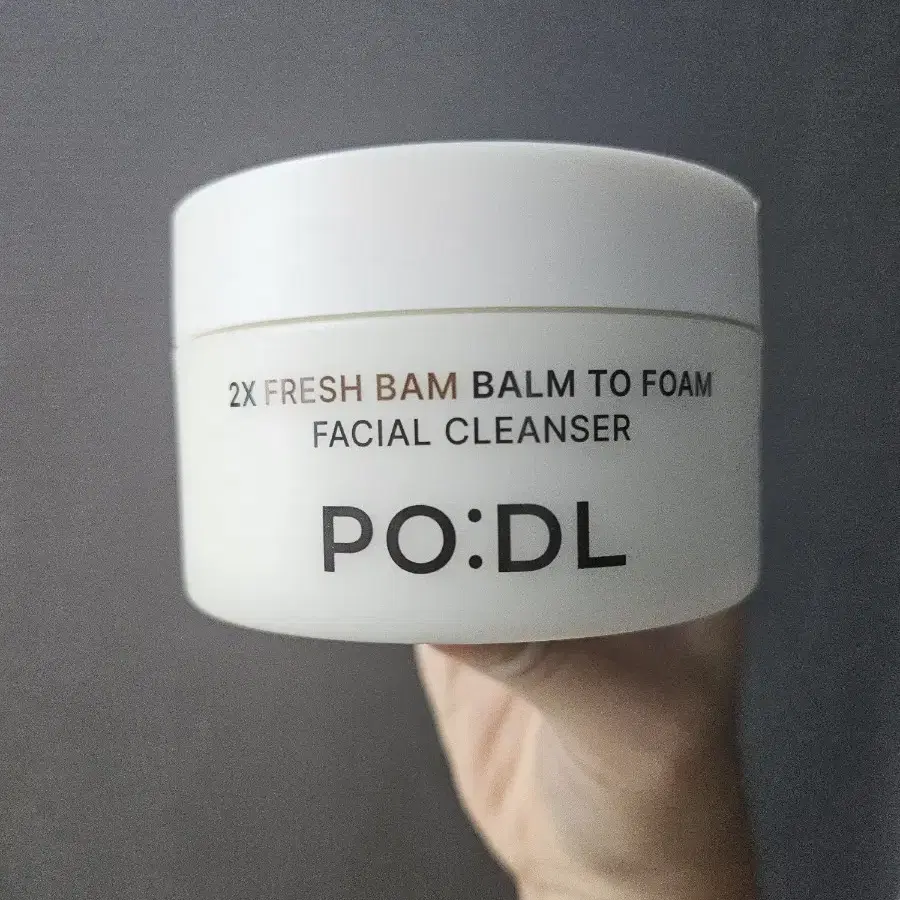 2X FRESH BAM BALM TO FOAM
FACIAL CLEANSER
PO:DL